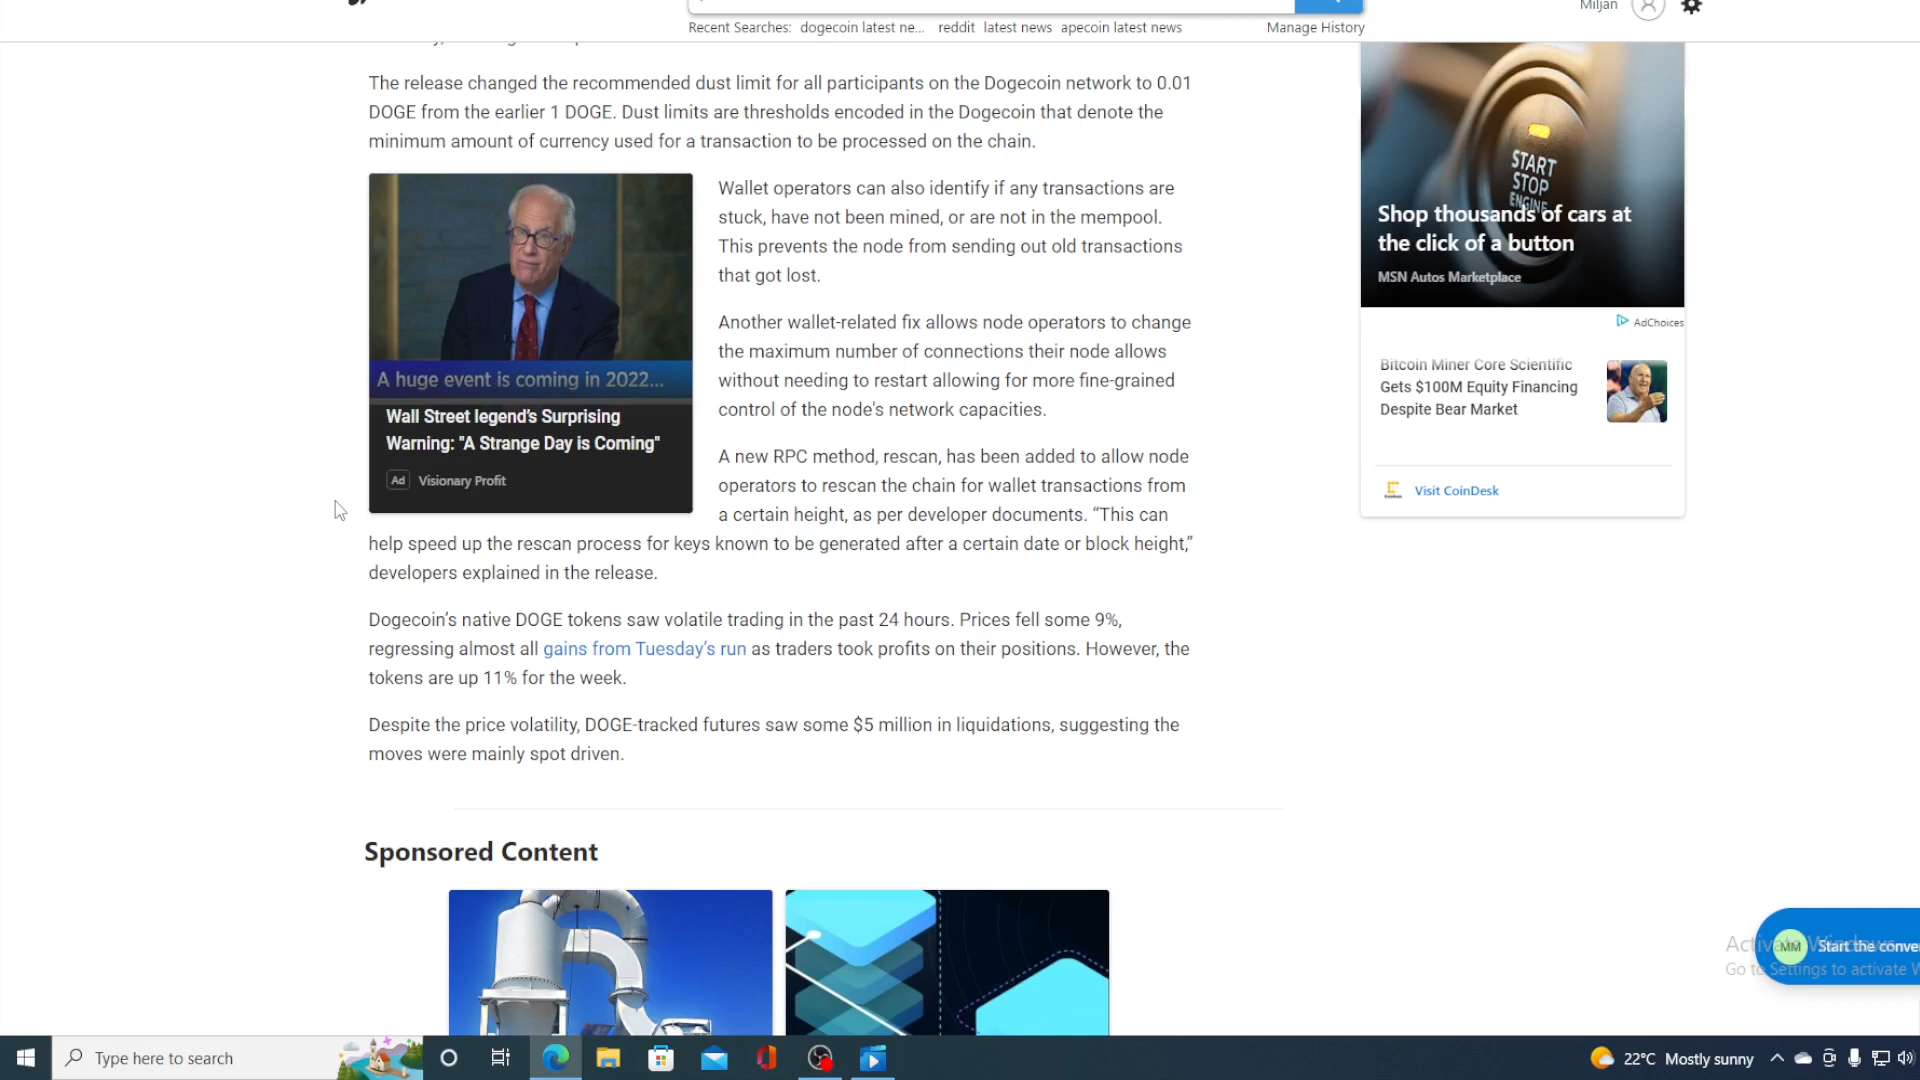 Miljan
Recent Searches: dogecoin latest ne... reddit latest news apecoin latest news Manage History
The release changed the recommended dust limit for all participants on the Dogecoin network to 0.01
DOGE from the earlier 1 DOGE. Dust limits are thresholds encoded in the Dogecoin that denote the
minimum amount of currency used for a transaction to be processed on the chain.
A huge event is coming in 2022...
Wall Street legend's Surprising
Warning: "A Strange Day is Coming"
Ad Visionary Profit
Wallet operators can also identify if any transactions are
stuck, have not been mined, or are not in the mempool.
This prevents the node from sending out old transactions
that got lost.
Another wallet-related fix allows node operators to change
the maximum number of connections their node allows
without needing to restart allowing for more fine-grained
control of the node's network capacities.
A new RPC method, rescan, has been added to allow node
operators to rescan the chain for wallet transactions from
a certain height, as per developer documents. “This can
help speed up the rescan process for keys known to be generated after a certain date or block height,”
developers explained in the release.
Dogecoin’s native DOGE tokens saw volatile trading in the past 24 hours. Prices fell some 9%,
regressing almost all gains from Tuesday’s run as traders took profits on their positions. However, the
tokens are up 11% for the week.
Despite the price volatility, DOGE-tracked futures saw some $5 million in liquidations, suggesting the
moves were mainly spot driven.
Sponsored Content
START
STOP
ENGINE
Shop thousands of cars at
the click of a button
MSN Autos Marketplace
AdChoices
Bitcoin Miner Core Scientific
Gets $100M Equity Financing
Despite Bear Market
Visit CoinDesk
Activate Windows
Go to Settings to activate W
MM Start the conve
Type here to search
22°C Mostly sunny